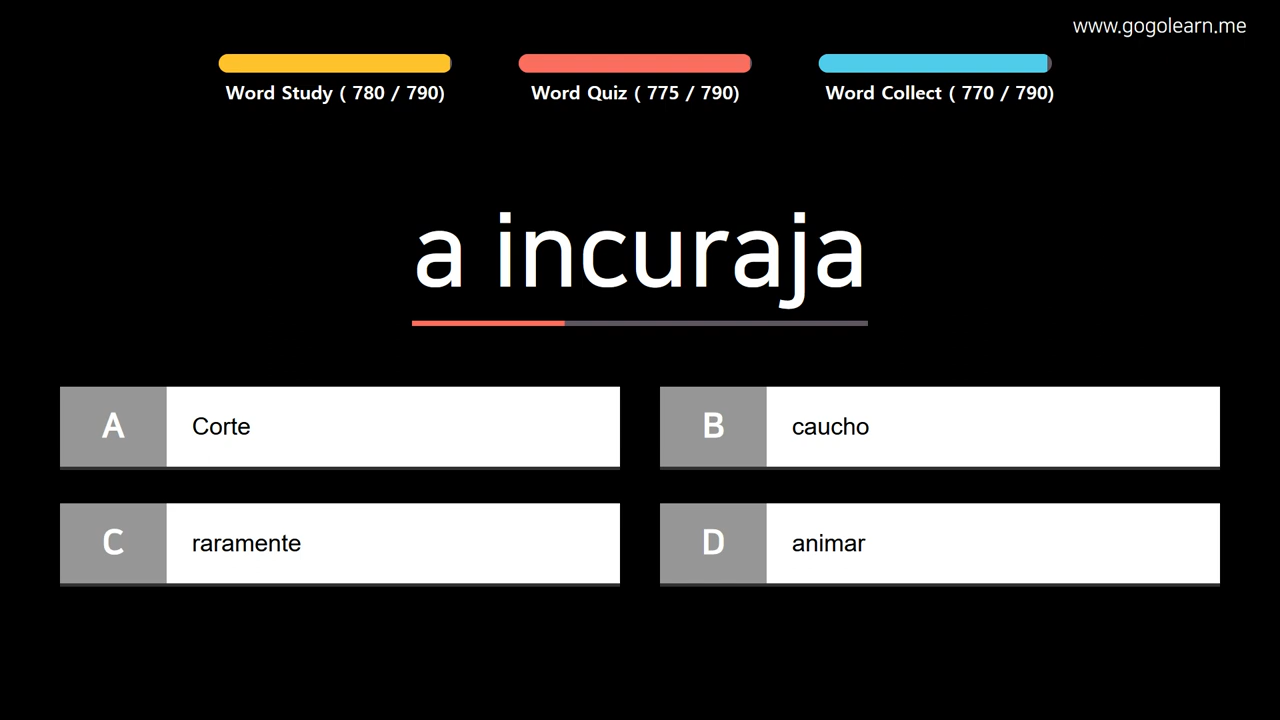 www.gogolearn.me
Word Study ( 780 / 790)
Word Quiz ( 775 / 790)
Word Collect ( 770 / 790)
a incuraja
A Corte
B caucho
C raramente
D animar